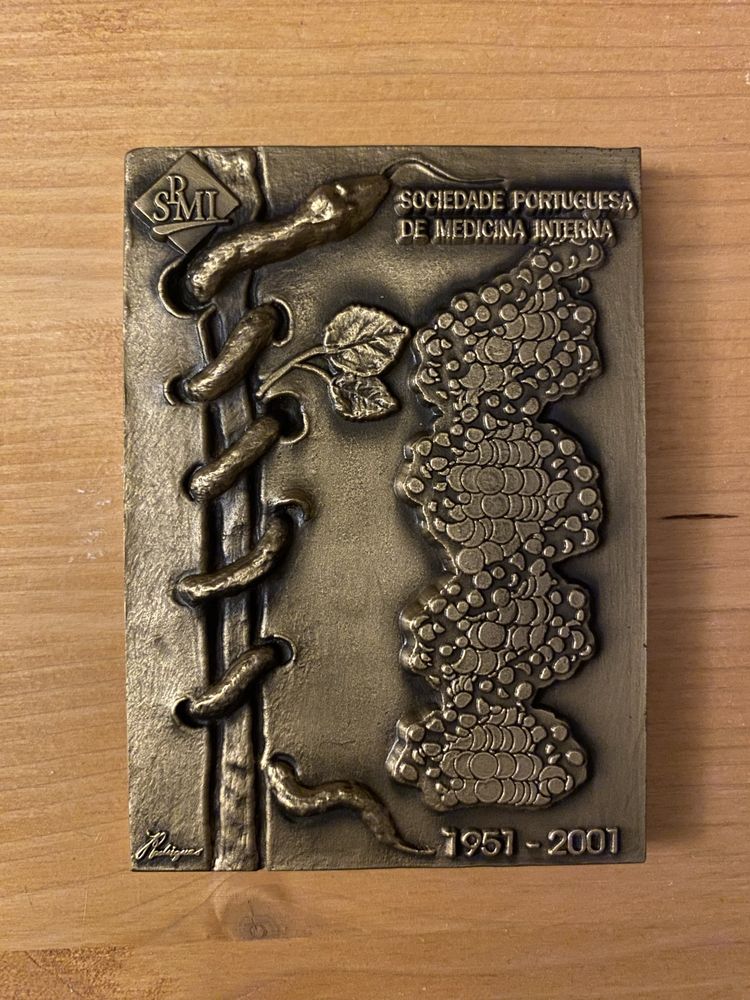 SPMI
SOCIEDADE PORTUGUESA
DE MEDICINA INTERNA
1951 - 2001
J Rodrigues